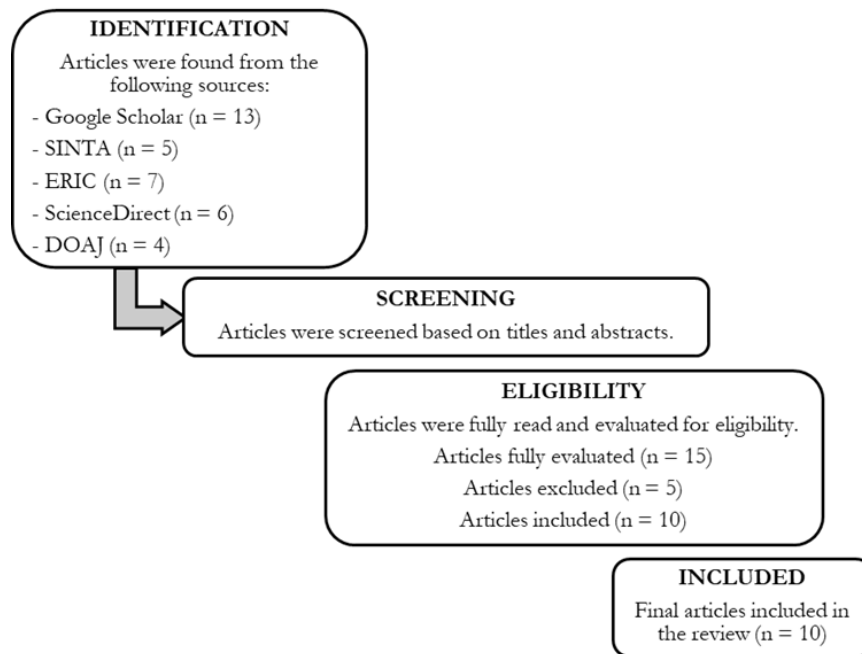 IDENTIFICATION
Articles were found from the
following sources:
- Google Scholar (n = 13)
- SINTA (n = 5)
- ERIC (n = 7)
- ScienceDirect (n = 6)
- DOAJ (n = 4)
SCREENING
Articles were screened based on titles and abstracts.
ELIGIBILITY
Articles were fully read and evaluated for eligibility.
Articles fully evaluated (n = 15)
Articles excluded (n = 5)
Articles included (n = 10)
INCLUDED
Final articles included in
the review (n = 10)